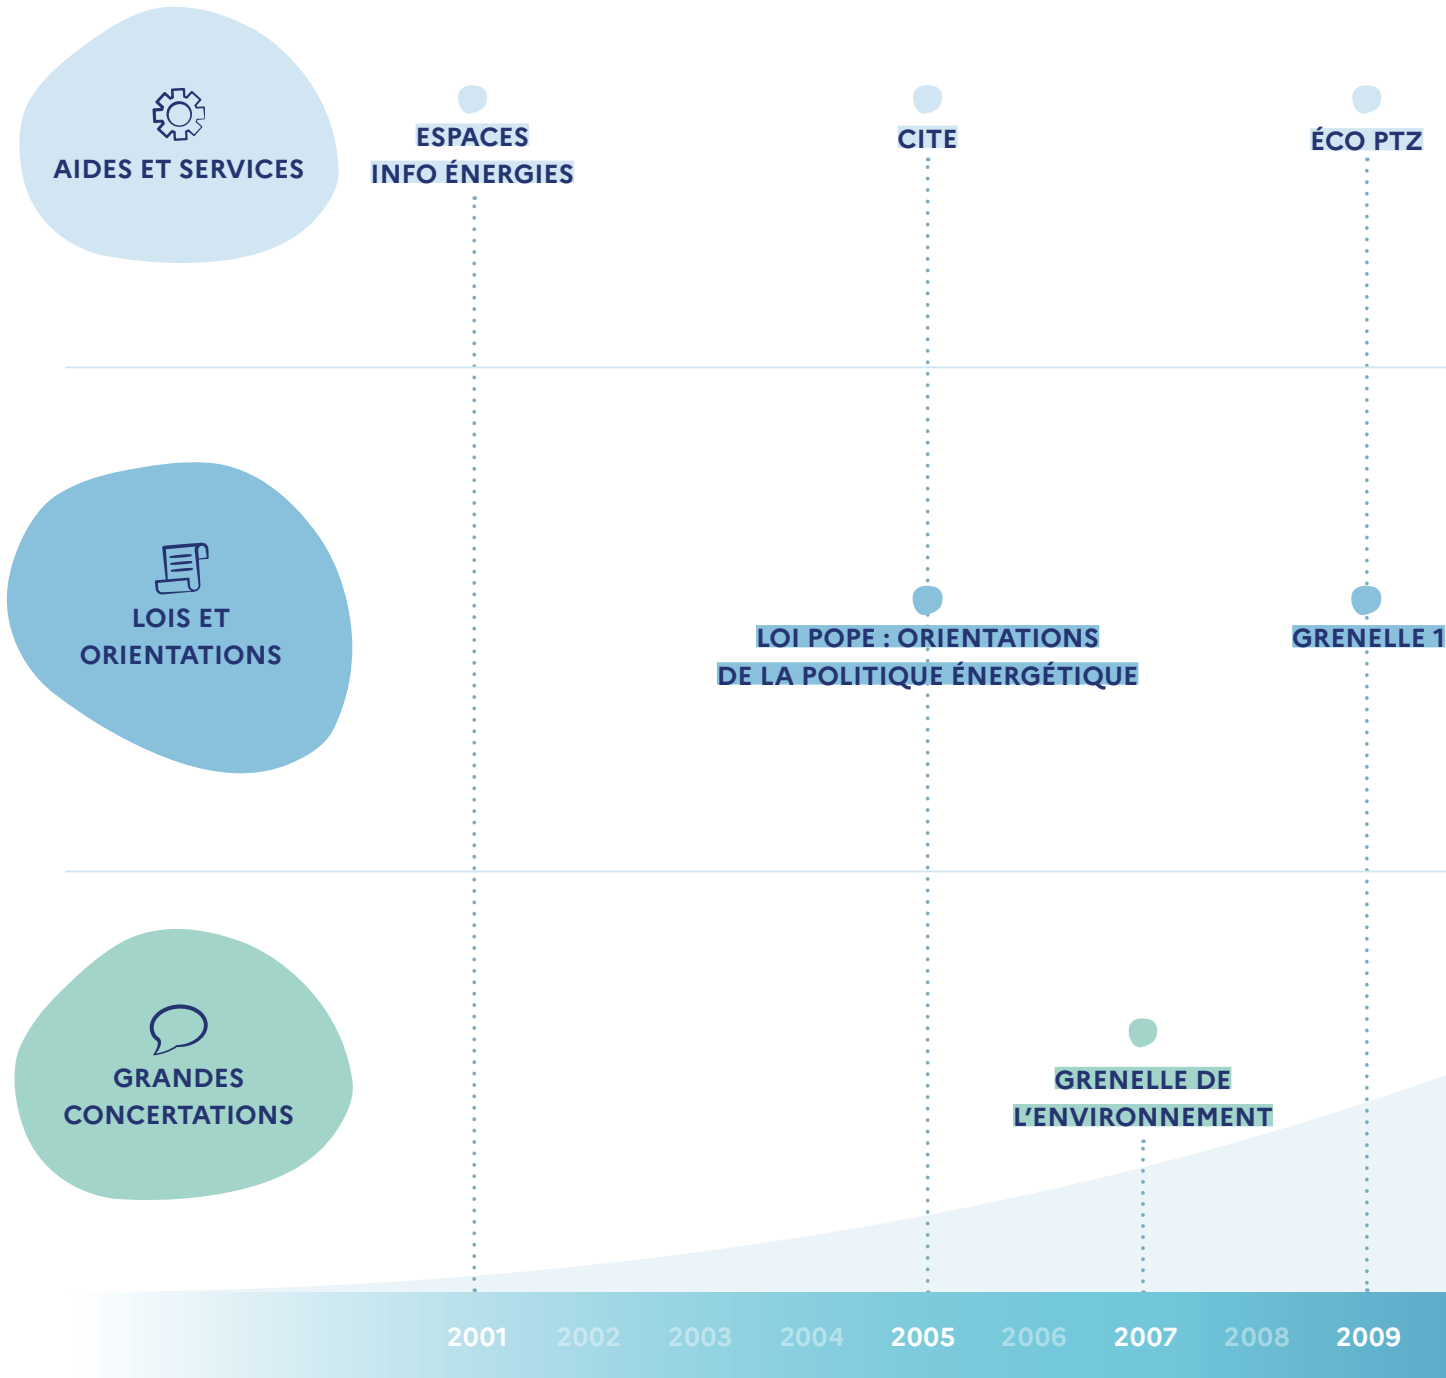 AIDES ET SERVICES
ESPACES
INFO ÉNERGIES
CITE
ÉCO PTZ
LOIS ET
ORIENTATIONS
LOI POPE : ORIENTATIONS
DE LA POLITIQUE ÉNERGÉTIQUE
GRENELLE 1
GRANDES
CONCERTATIONS
GRENELLE DE
L’ENVIRONNEMENT
2001 2002 2003 2004 2005 2006 2007 2008 2009